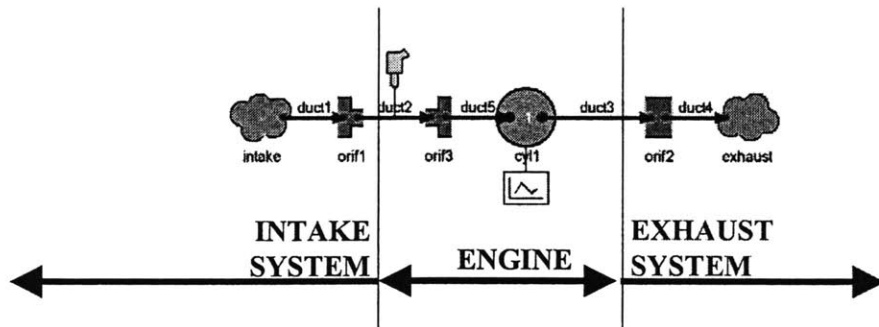 duct1
duct2
duct5
duct3
duct4
1
intake
orif1
orif3
cyl1
orif2
exhaust
INTAKE
SYSTEM
ENGINE
EXHAUST
SYSTEM